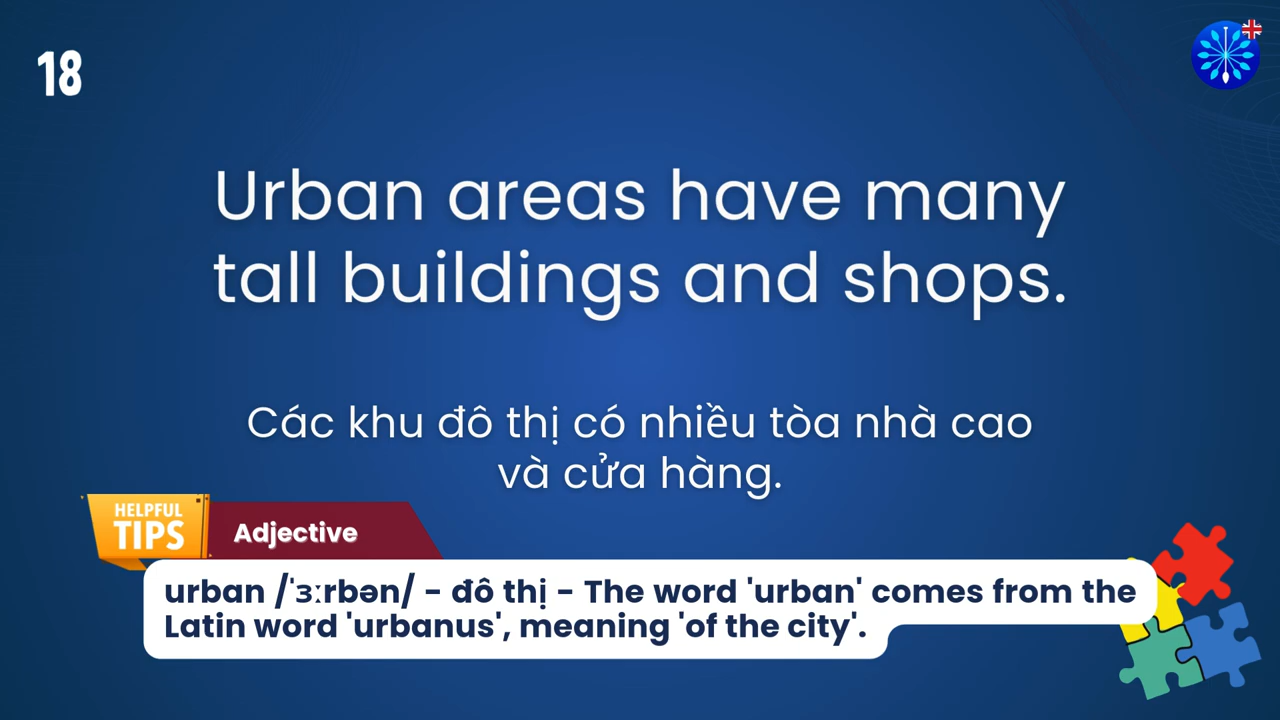 18
Urban areas have many
tall buildings and shops.
Các khu đô thị có nhiều tòa nhà cao
và cửa hàng.
HELPFUL
TIPS
Adjective
urban /ˈɜːrbən/ - đô thị - The word 'urban' comes from the
Latin word 'urbanus', meaning 'of the city'.